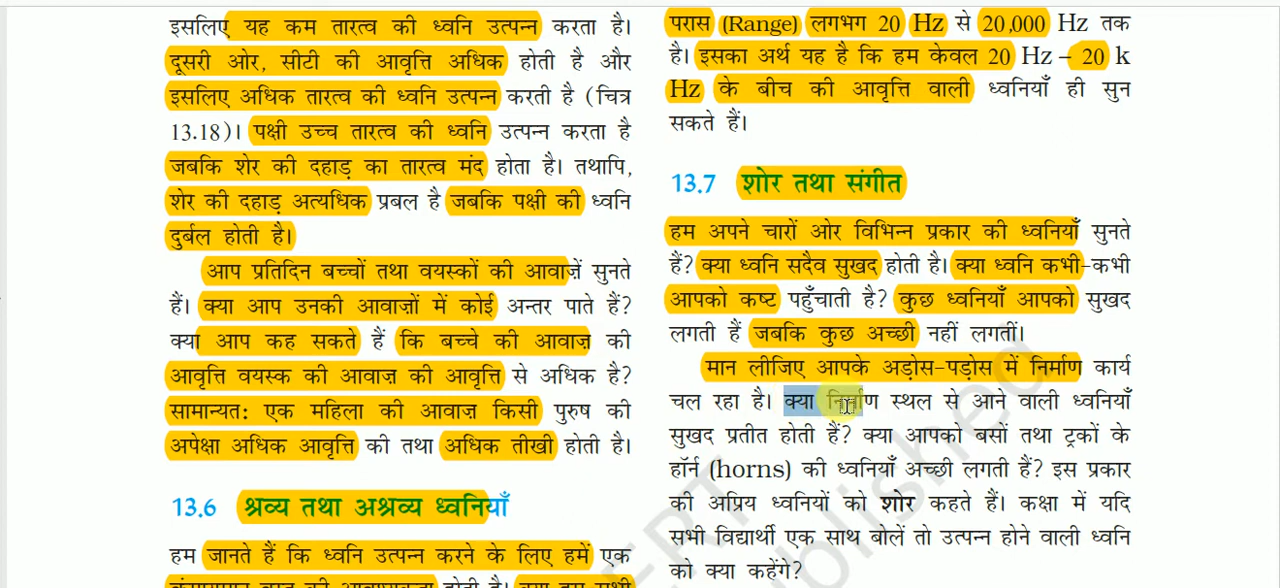 इसलिए यह कम तारत्व की ध्वनि उत्पन्न करता है।
दूसरी ओर, सीटी की आवृत्ति अधिक होती है और
इसलिए अधिक तारत्व की ध्वनि उत्पन्न करती है (चित्र
13.18)। पक्षी उच्च तारत्व की ध्वनि उत्पन्न करता है
जबकि शेर की दहाड़ का तारत्व मंद होता है। तथापि,
शेर की दहाड़ अत्यधिक प्रबल है जबकि पक्षी की ध्वनि
दुर्बल होती है।
आप प्रतिदिन बच्चों तथा वयस्कों की आवाज़ें सुनते
हैं। क्या आप उनकी आवाज़ों में कोई अन्तर पाते हैं?
क्या आप कह सकते हैं कि बच्चे की आवाज़ की
आवृत्ति वयस्क की आवाज़ की आवृत्ति से अधिक है?
सामान्यतः एक महिला की आवाज़ किसी पुरुष की
अपेक्षा अधिक आवृत्ति की तथा अधिक तीखी होती है।
13.6 श्रव्य तथा अश्रव्य ध्वनियाँ
हम जानते हैं कि ध्वनि उत्पन्न करने के लिए हमें एक
परास (Range) लगभग 20 Hz से 20,000 Hz तक
है। इसका अर्थ यह है कि हम केवल 20 Hz – 20 k
Hz के बीच की आवृत्ति वाली ध्वनियाँ ही सुन
सकते हैं।
13.7 शोर तथा संगीत
हम अपने चारों ओर विभिन्न प्रकार की ध्वनियाँ सुनते
हैं? क्या ध्वनि सदैव सुखद होती है। क्या ध्वनि कभी-कभी
आपको कष्ट पहुँचाती है? कुछ ध्वनियाँ आपको सुखद
लगती हैं जबकि कुछ अच्छी नहीं लगतीं।
मान लीजिए आपके अड़ोस-पड़ोस में निर्माण कार्य
चल रहा है। क्या निर्माण स्थल से आने वाली ध्वनियाँ
सुखद प्रतीत होती हैं? क्या आपको बसों तथा ट्रकों के
हॉर्न (horns) की ध्वनियाँ अच्छी लगती हैं? इस प्रकार
की अप्रिय ध्वनियों को शोर कहते हैं। कक्षा में यदि
सभी विद्यार्थी एक साथ बोलें तो उत्पन्न होने वाली ध्वनि
को क्या कहेंगे?